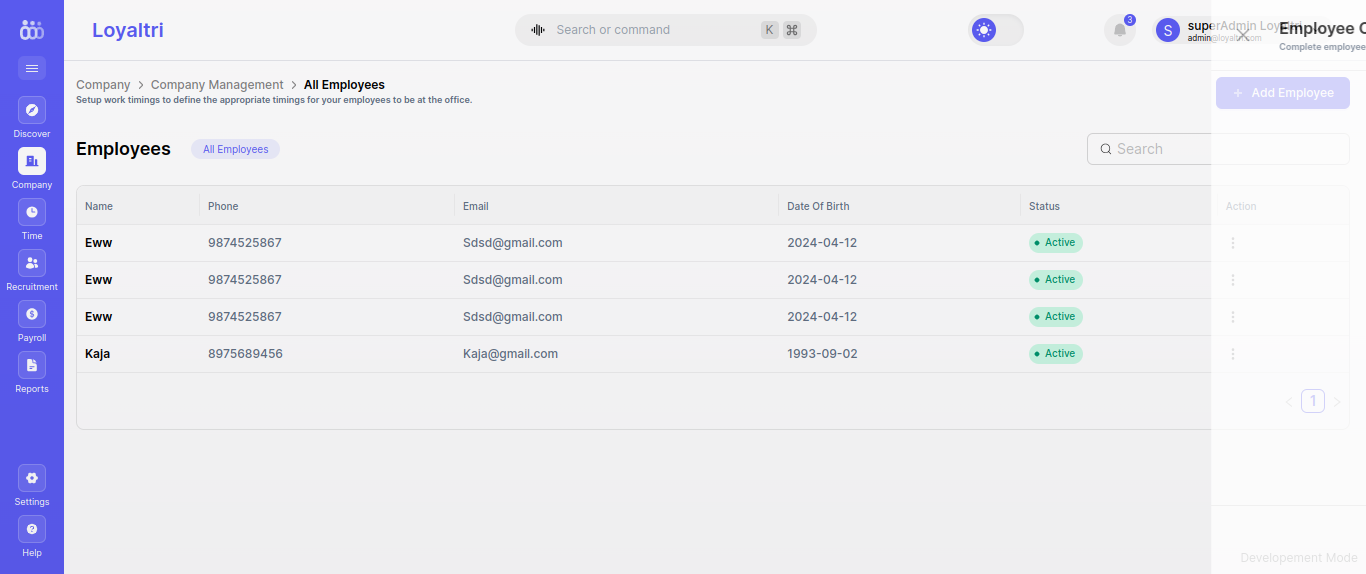 Loyaltri
Search or command
K ⌘
3
S
superAdmin Loyaltri
admin@loyaltri.com
Employee C
Complete employee
Discover
Company
Time
Recruitment
Payroll
Reports
Settings
Help
Company > Company Management > All Employees
Setup work timings to define the appropriate timings for your employees to be at the office.
+ Add Employee
Employees
All Employees
Search
Name Phone Email Date Of Birth Status Action
Eww 9874525867 Sdsd@gmail.com 2024-04-12 Active
Eww 9874525867 Sdsd@gmail.com 2024-04-12 Active
Eww 9874525867 Sdsd@gmail.com 2024-04-12 Active
Kaja 8975689456 Kaja@gmail.com 1993-09-02 Active
< 1 >
Developement Mode